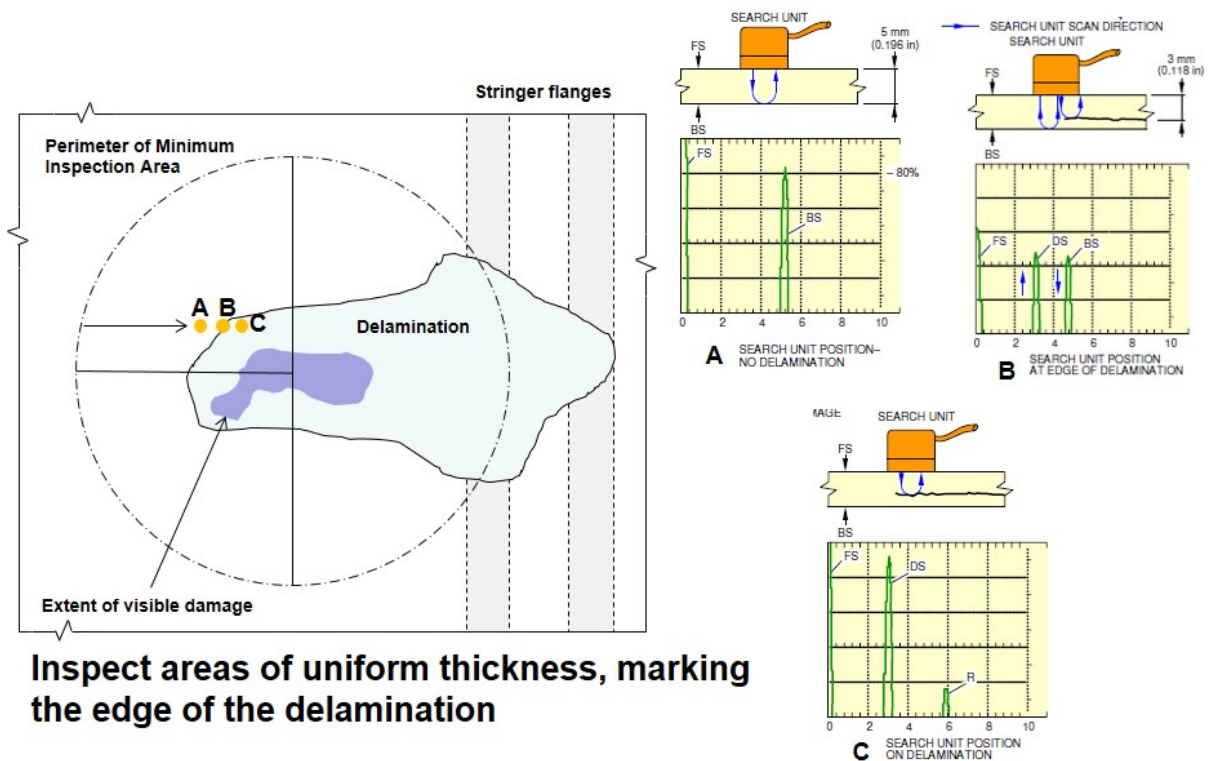 Stringer flanges
Perimeter of Minimum
Inspection Area
A B C
Delamination
Extent of visible damage
Inspect areas of uniform thickness, marking
the edge of the delamination
SEARCH UNIT
FS
5 mm
(0.196 in)
BS
FS
– 80%
BS
0 2 4 6 8 10
A SEARCH UNIT POSITION–
NO DELAMINATION
SEARCH UNIT SCAN DIRECTION
SEARCH UNIT
FS
3 mm
(0.118 in)
BS
FS DS BS
0 2 4 6 8 10
B SEARCH UNIT POSITION
AT EDGE OF DELAMINATION
MAGE SEARCH UNIT
FS
BS
FS
DS
R
0 2 4 6 8 10
C SEARCH UNIT POSITION
ON DELAMINATION